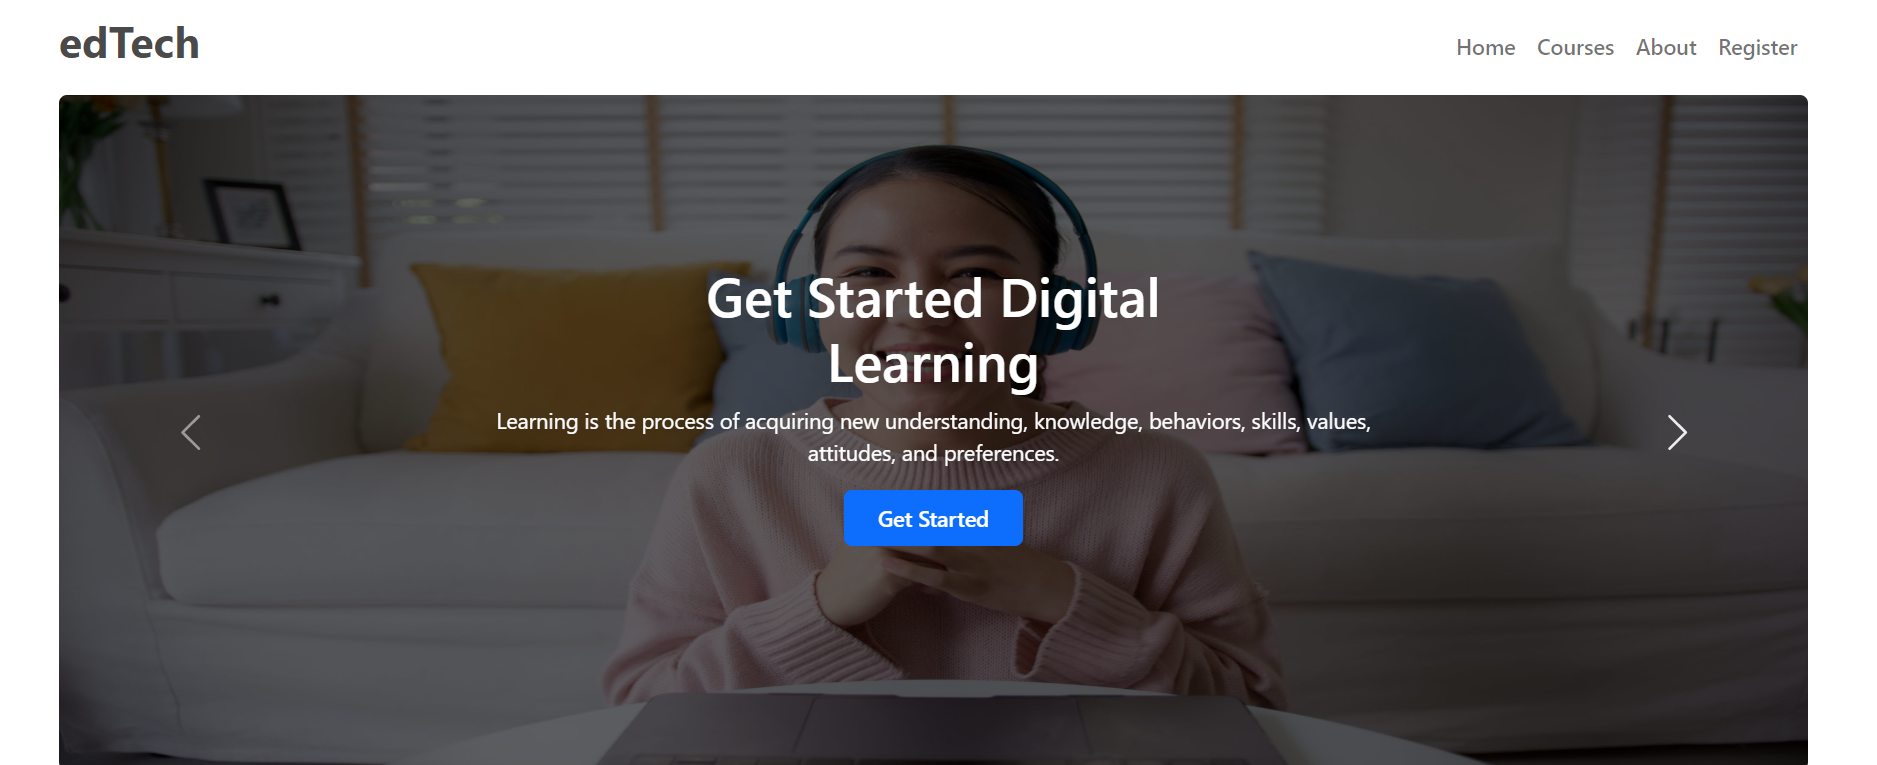 edTech
Home Courses About Register
Get Started Digital
Learning
Learning is the process of acquiring new understanding, knowledge, behaviors, skills, values,
attitudes, and preferences.
Get Started